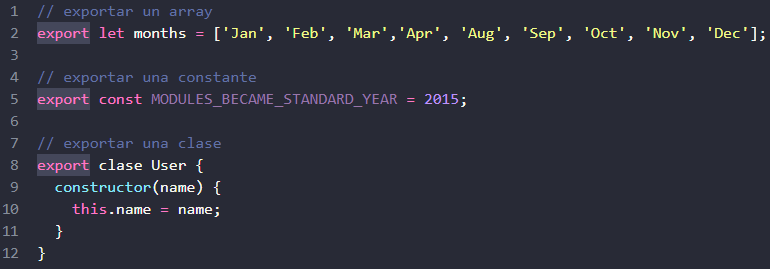 1 // exportar un array
2 export let months = ['Jan', 'Feb', 'Mar','Apr', 'Aug', 'Sep', 'Oct', 'Nov', 'Dec'];
3
4 // exportar una constante
5 export const MODULES_BECAME_STANDARD_YEAR = 2015;
6
7 // exportar una clase
8 export clase User {
9   constructor(name) {
10     this.name = name;
11   }
12 }